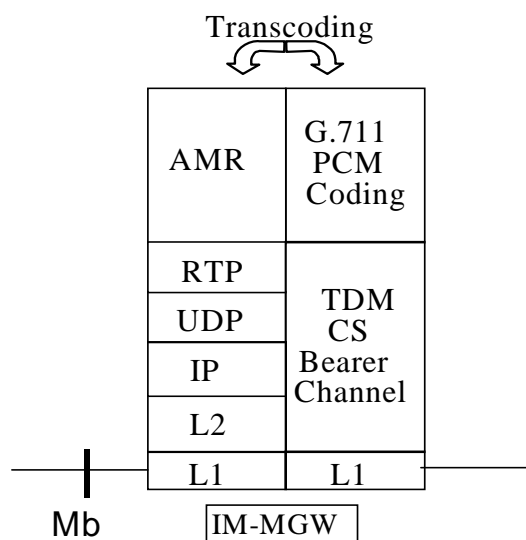 Transcoding
AMR
G.711
PCM
Coding
RTP
UDP
IP
L2
L1
TDM
CS
Bearer
Channel
L1
Mb
IM-MGW